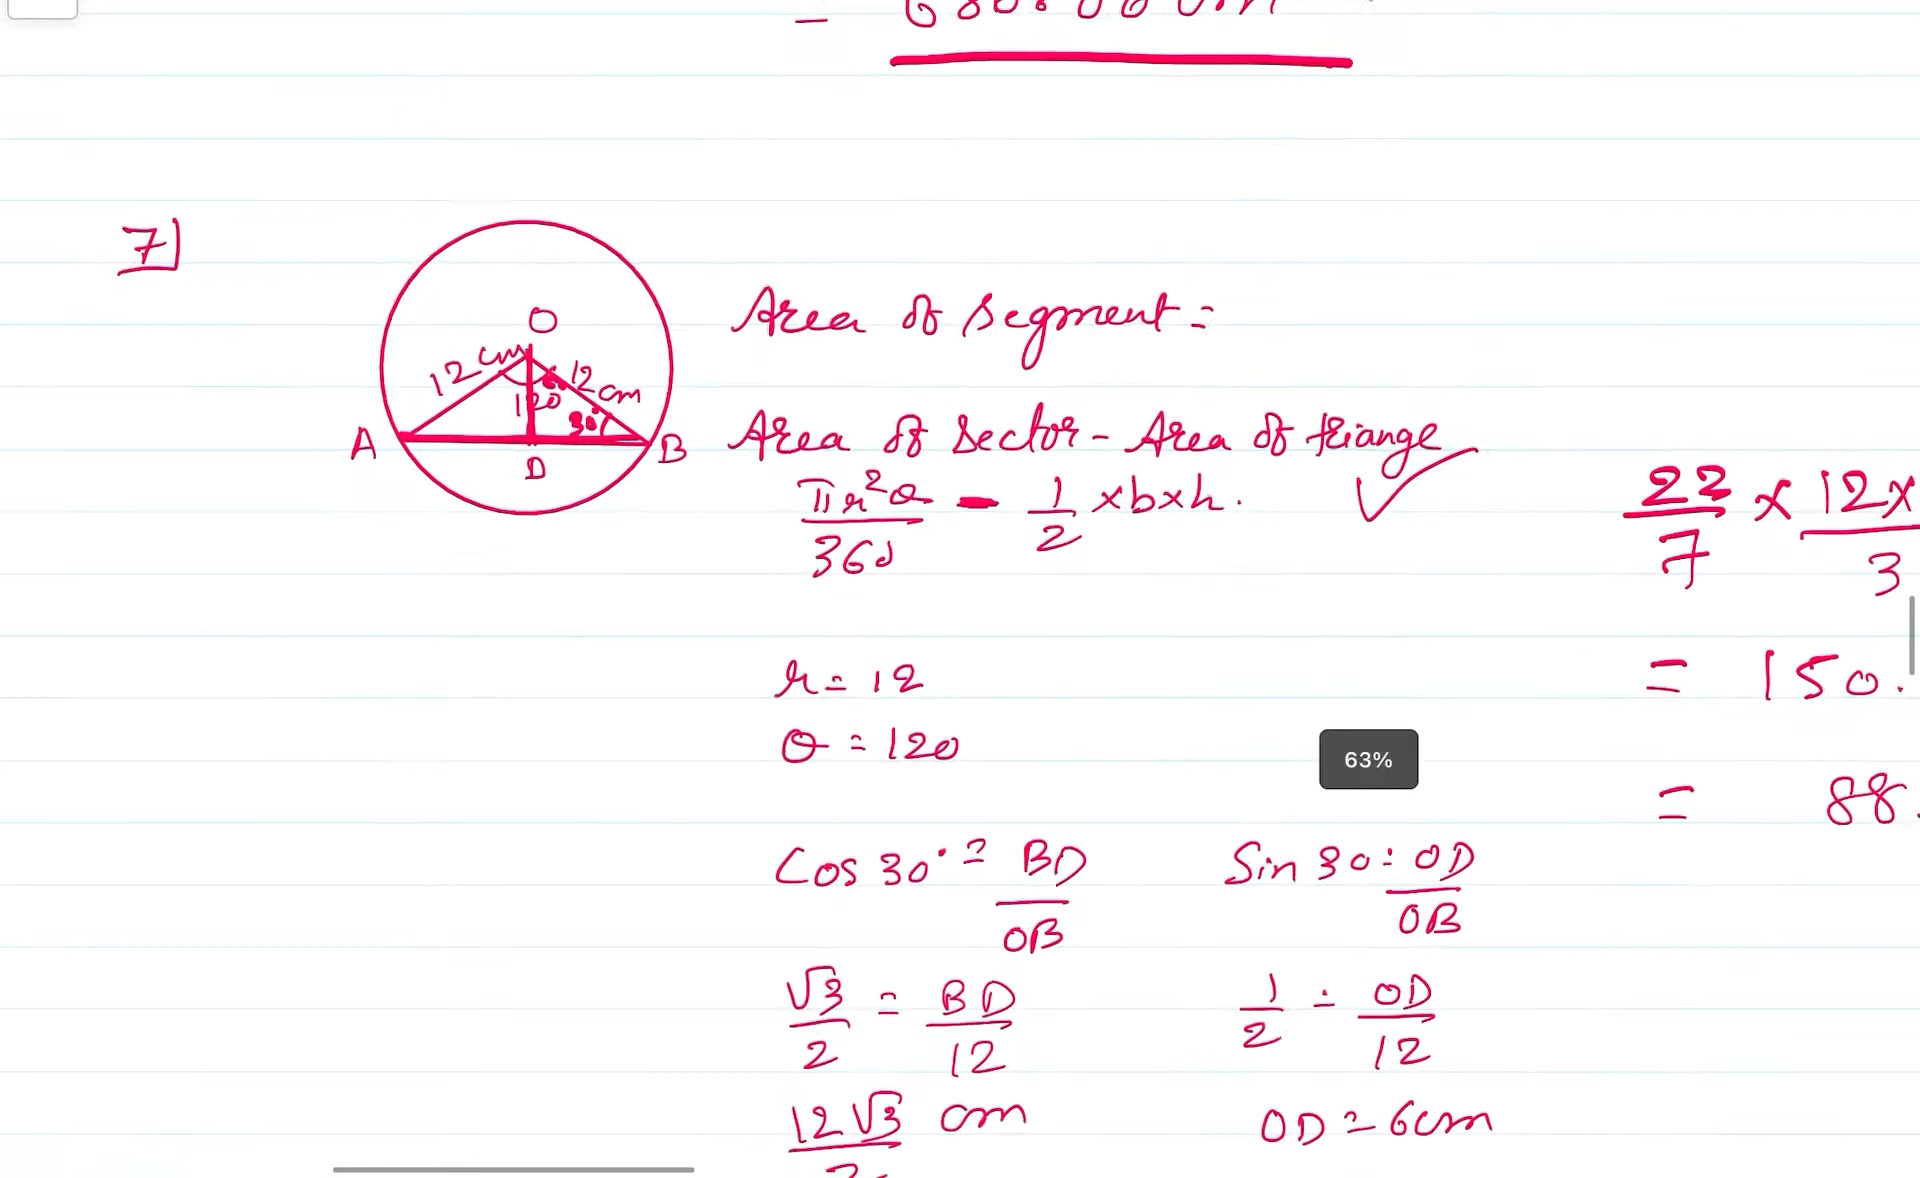 7]
O
12 cm
12 cm
120
30°
A
D
B
Area of segment =
Area of Sector - Area of triange
πr²θ/360 - 1/2 × b × h.
22/7 × 12×/3
r = 12
= 150.
θ = 120
63%
= 88.
Cos 30° = BD/OB
Sin 30 = OD/OB
√3/2 = BD/12
1/2 = OD/12
12√3 cm
OD = 6cm